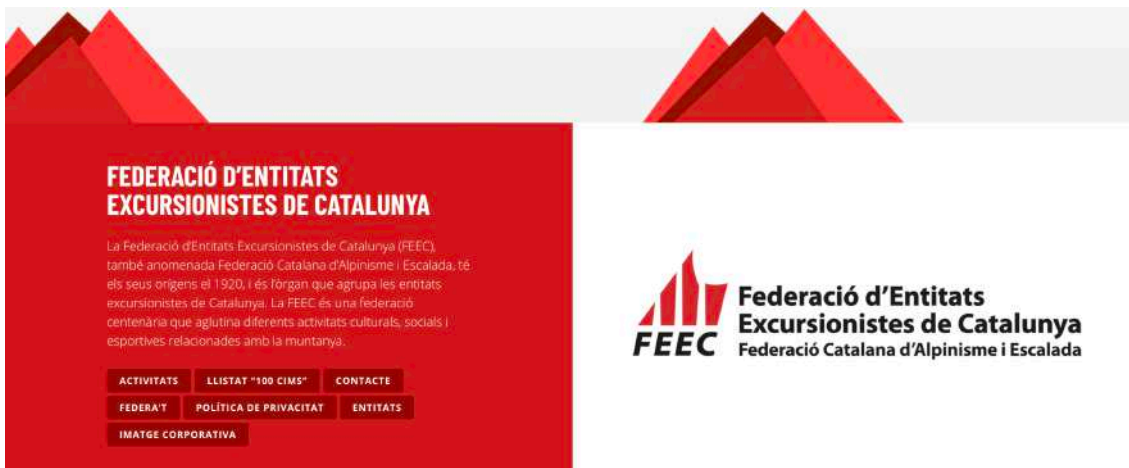 FEDERACIÓ D'ENTITATS
EXCURSIONISTES DE CATALUNYA
La Federació d'Entitats Excursionistes de Catalunya (FEEC),
també anomenada Federació Catalana d'Alpinisme i Escalada, té
els seus orígens el 1920, i és l'òrgan que agrupa les entitats
excursionistes de Catalunya. La FEEC és una federació
centenària que aglutina diferents activitats culturals, socials i
esportives relacionades amb la muntanya.
ACTIVITATS LLISTAT "100 CIMS" CONTACTE
FEDERA'T POLÍTICA DE PRIVACITAT ENTITATS
IMATGE CORPORATIVA
FEEC
Federació d'Entitats
Excursionistes de Catalunya
Federació Catalana d'Alpinisme i Escalada